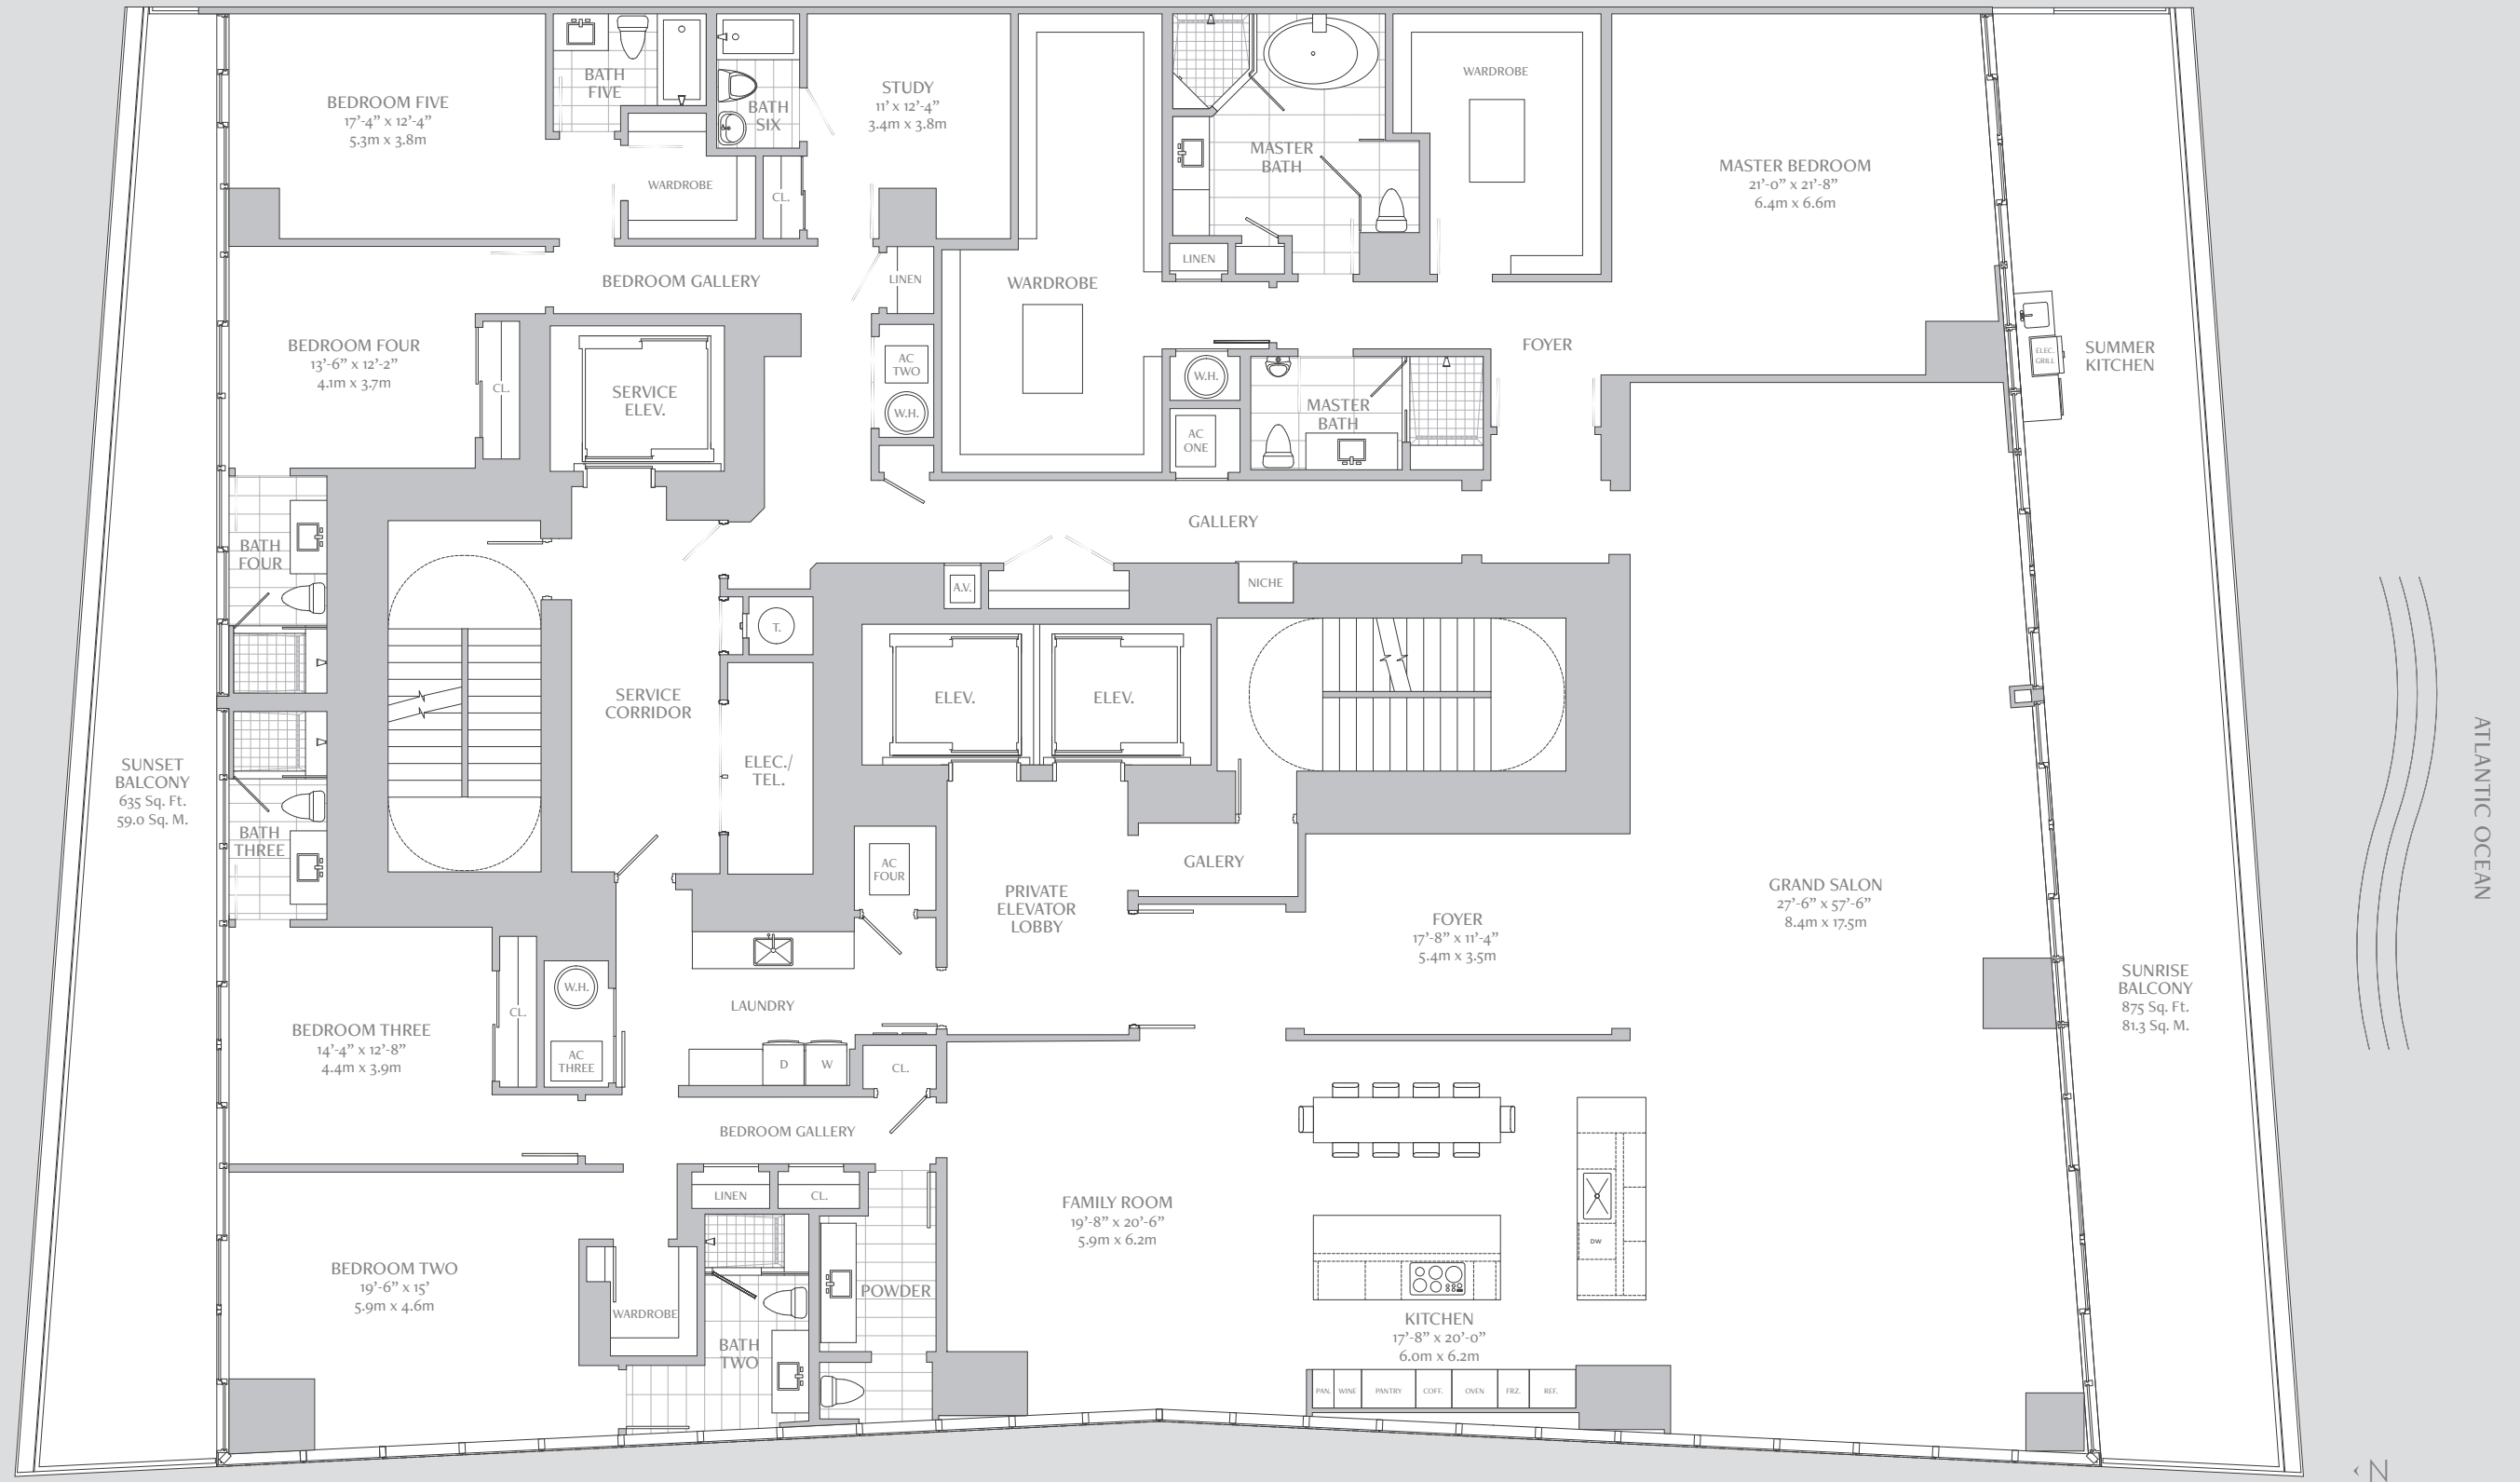 BEDROOM FIVE
17’-4” x 12’-4”
5.3m x 3.8m
BATH
FIVE
BATH
SIX
STUDY
11’ x 12’-4”
3.4m x 3.8m
WARDROBE
CL.
MASTER
BATH
WARDROBE
MASTER BEDROOM
21’-0” x 21’-8”
6.4m x 6.6m
BEDROOM GALLERY
LINEN
WARDROBE
LINEN
BEDROOM FOUR
13’-6” x 12’-2”
4.1m x 3.7m
CL.
SERVICE
ELEV.
AC
TWO
W.H.
W.H.
AC
ONE
MASTER
BATH
FOYER
ELEC.
GRILL
SUMMER
KITCHEN
GALLERY
BATH
FOUR
A.V.
NICHE
T.
SERVICE
CORRIDOR
ELEV.
ELEV.
ELEC./
TEL.
SUNSET
BALCONY
635 Sq. Ft.
59.0 Sq. M.
BATH
THREE
AC
FOUR
PRIVATE
ELEVATOR
LOBBY
GALERY
FOYER
17’-8” x 11’-4”
5.4m x 3.5m
GRAND SALON
27’-6” x 57’-6”
8.4m x 17.5m
ATLANTIC OCEAN
SUNRISE
BALCONY
875 Sq. Ft.
81.3 Sq. M.
BEDROOM THREE
14’-4” x 12’-8”
4.4m x 3.9m
CL.
W.H.
AC
THREE
LAUNDRY
D
W
CL.
BEDROOM GALLERY
LINEN
CL.
FAMILY ROOM
19’-8” x 20’-6”
5.9m x 6.2m
DW
BEDROOM TWO
19’-6” x 15’
5.9m x 4.6m
WARDROBE
BATH
TWO
POWDER
KITCHEN
17’-8” x 20’-0”
6.0m x 6.2m
PAN.
WINE
PANTRY
COFF.
OVEN
FRZ.
REF.
N